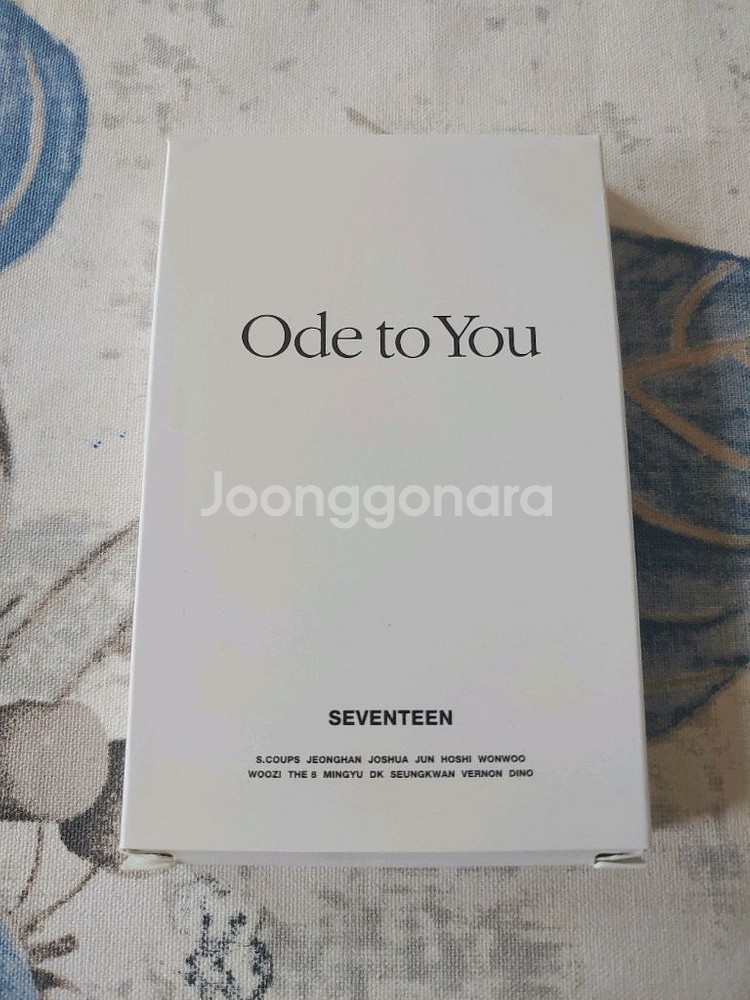 Ode to You
Joonggonara
SEVENTEEN
S.COUPS JEONGHAN JOSHUA JUN HOSHI WONWOO
WOOZI THE 8 MINGYU DK SEUNGKWAN VERNON DINO